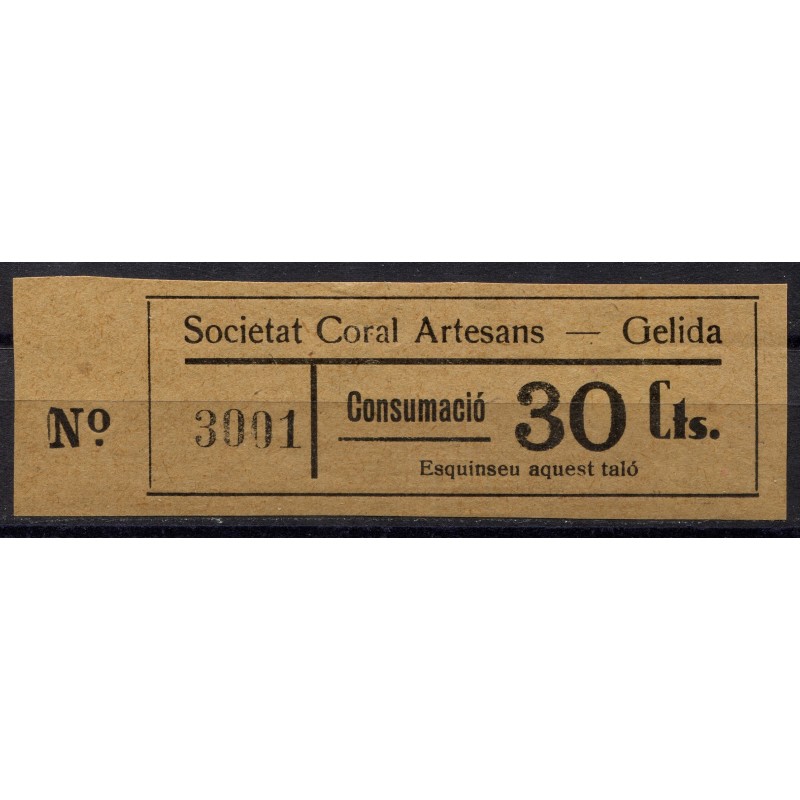 Societat Coral Artesans — Gelida
Nº 3001
Consumació 30 Cts.
Esquinseu aquest taló